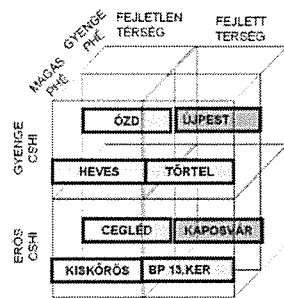 FEJLETLEN TÉRSÉG
FEJLETT TÉRSÉG
GYENGE PHÉ
MAGAS PHÉ
GYENGE CSHI
ÓZD
ÚJPEST
HEVES
TÖRTEL
ERŐS CSHI
CEGLÉD
KAPOSVÁR
KISKŐRÖS
BP 13.KER